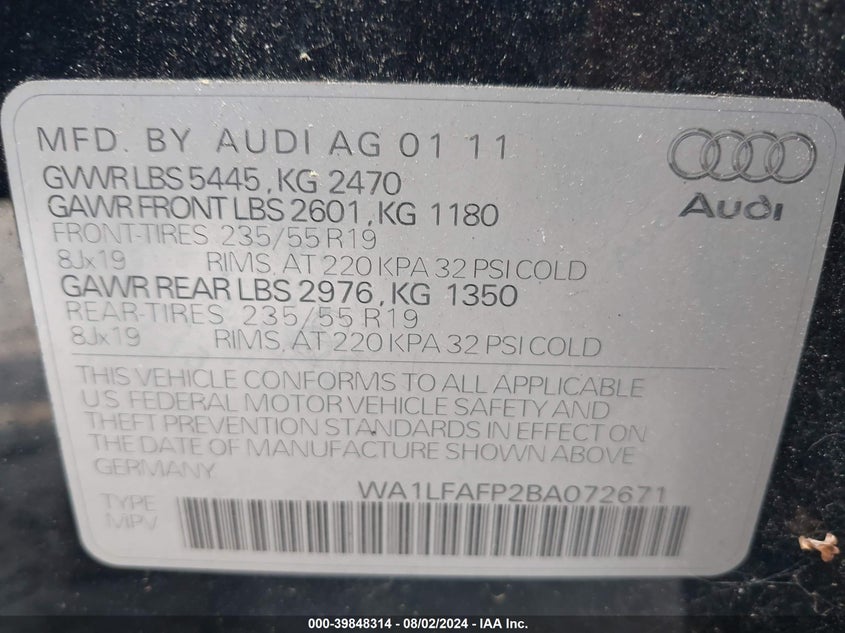 MFD. BY AUDI AG 01 11
GVWR LBS 5445, KG 2470
GAWR FRONT LBS 2601, KG 1180
FRONT-TIRES 235/55 R19
8Jx19 RIMS, AT 220 KPA 32 PSI COLD
GAWR REAR LBS 2976, KG 1350
REAR-TIRES 235/55 R19
8Jx19 RIMS, AT 220 KPA 32 PSI COLD
Audi
THIS VEHICLE CONFORMS TO ALL APPLICABLE
U.S. FEDERAL MOTOR VEHICLE SAFETY AND
THEFT PREVENTION STANDARDS IN EFFECT ON
THE DATE OF MANUFACTURE SHOWN ABOVE
GERMANY
WA1LFAFP2BA072671
TYPE
MPV
000-39848314 - 08/02/2024 - IAA Inc.